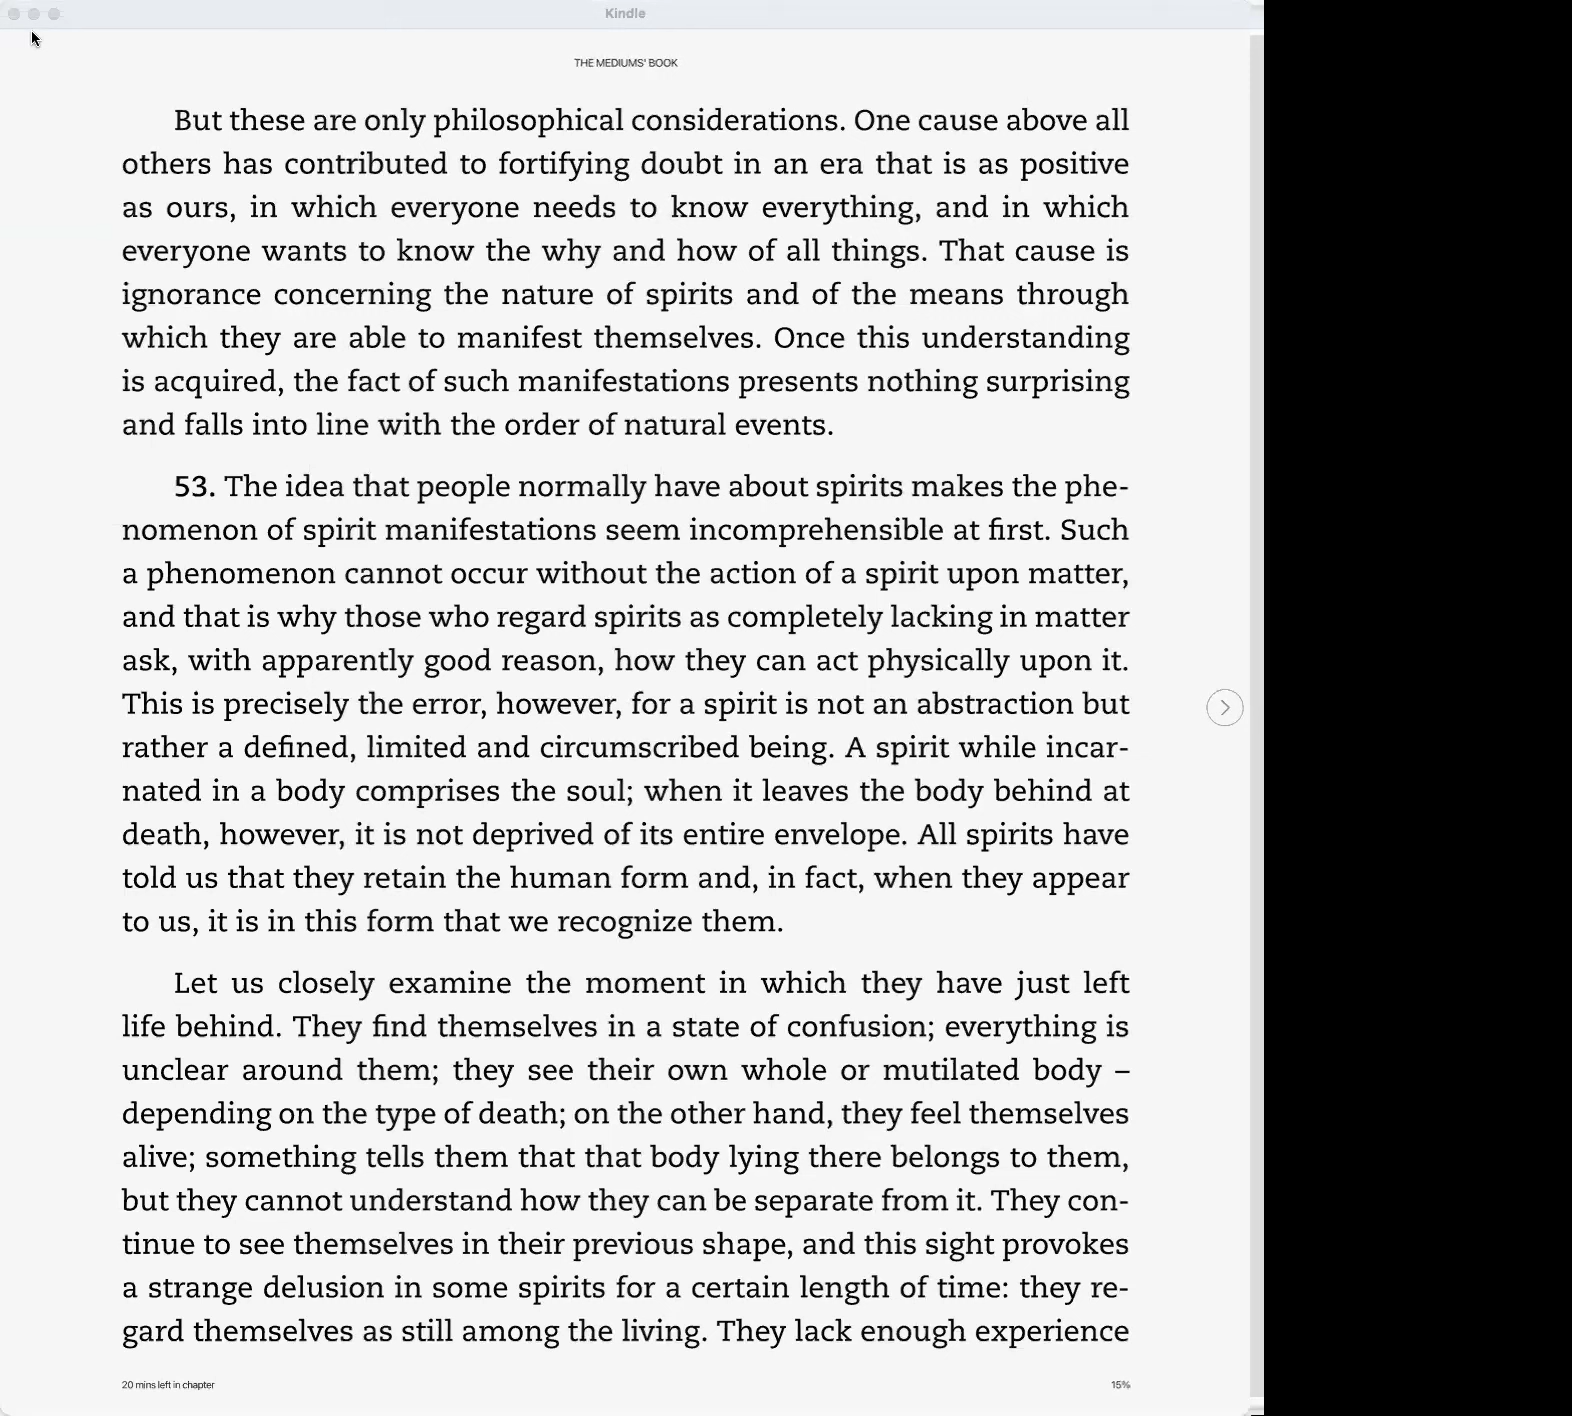 Kindle
THE MEDIUMS' BOOK
But these are only philosophical considerations. One cause above all
others has contributed to fortifying doubt in an era that is as positive
as ours, in which everyone needs to know everything, and in which
everyone wants to know the why and how of all things. That cause is
ignorance concerning the nature of spirits and of the means through
which they are able to manifest themselves. Once this understanding
is acquired, the fact of such manifestations presents nothing surprising
and falls into line with the order of natural events.
53. The idea that people normally have about spirits makes the phe-
nomenon of spirit manifestations seem incomprehensible at first. Such
a phenomenon cannot occur without the action of a spirit upon matter,
and that is why those who regard spirits as completely lacking in matter
ask, with apparently good reason, how they can act physically upon it.
This is precisely the error, however, for a spirit is not an abstraction but
rather a defined, limited and circumscribed being. A spirit while incar-
nated in a body comprises the soul; when it leaves the body behind at
death, however, it is not deprived of its entire envelope. All spirits have
told us that they retain the human form and, in fact, when they appear
to us, it is in this form that we recognize them.
Let us closely examine the moment in which they have just left
life behind. They find themselves in a state of confusion; everything is
unclear around them; they see their own whole or mutilated body –
depending on the type of death; on the other hand, they feel themselves
alive; something tells them that that body lying there belongs to them,
but they cannot understand how they can be separate from it. They con-
tinue to see themselves in their previous shape, and this sight provokes
a strange delusion in some spirits for a certain length of time: they re-
gard themselves as still among the living. They lack enough experience
20 mins left in chapter
15%